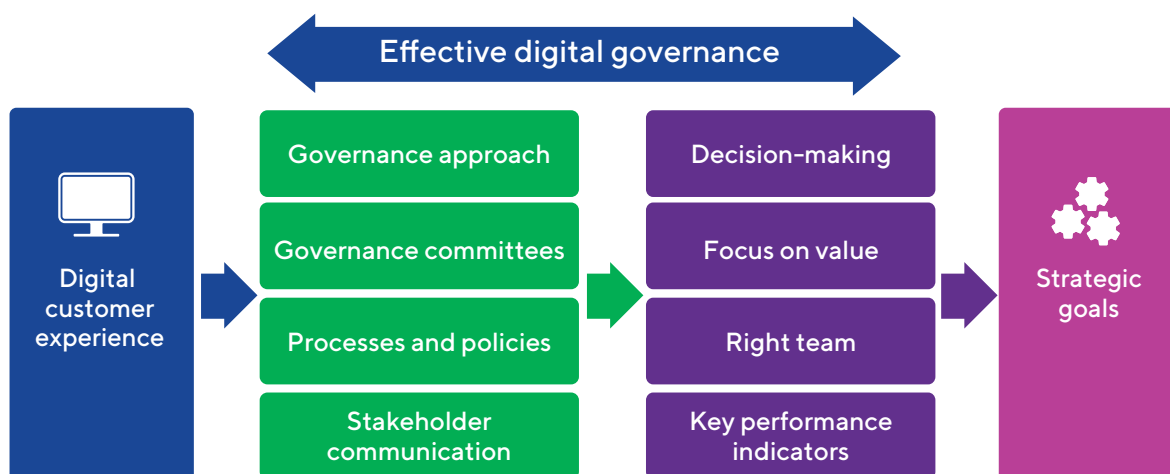 Effective digital governance
Digital
customer
experience
Governance approach
Governance committees
Processes and policies
Stakeholder
communication
Decision-making
Focus on value
Right team
Key performance
indicators
Strategic
goals